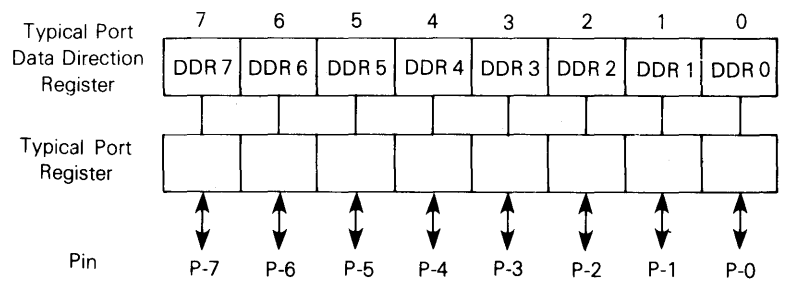 7 6 5 4 3 2 1 0
Typical Port
Data Direction
Register
DDR 7 DDR 6 DDR 5 DDR 4 DDR 3 DDR 2 DDR 1 DDR 0
Typical Port
Register
Pin P-7 P-6 P-5 P-4 P-3 P-2 P-1 P-0